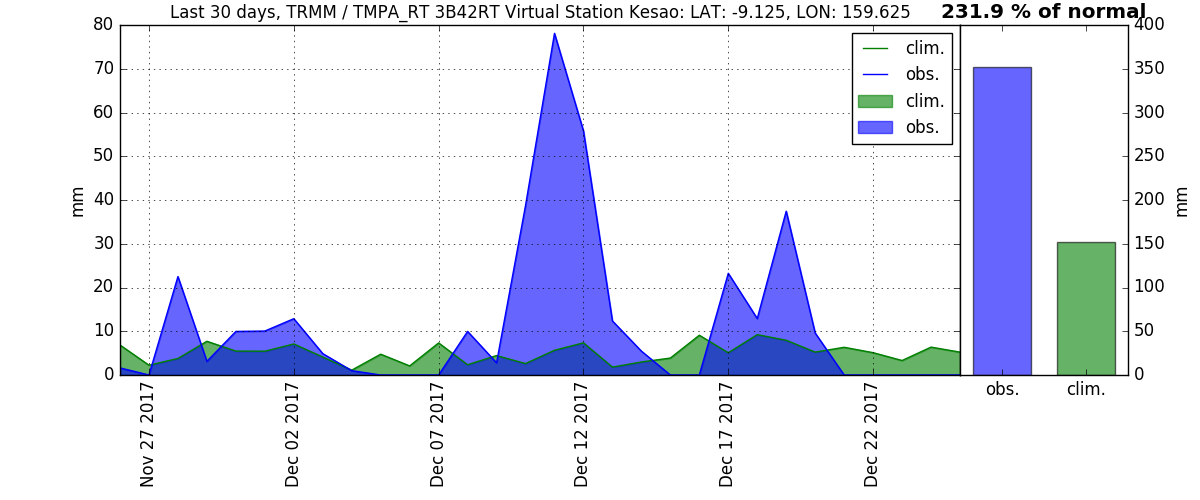 Last 30 days, TRMM / TMPA_RT 3B42RT Virtual Station Kesao: LAT: -9.125, LON: 159.625
231.9 % of normal
80
70
60
50
40
30
20
10
0
mm
clim.
obs.
clim.
obs.
Nov 27 2017
Dec 02 2017
Dec 07 2017
Dec 12 2017
Dec 17 2017
Dec 22 2017
400
350
300
250
200
150
100
50
0
mm
obs.
clim.